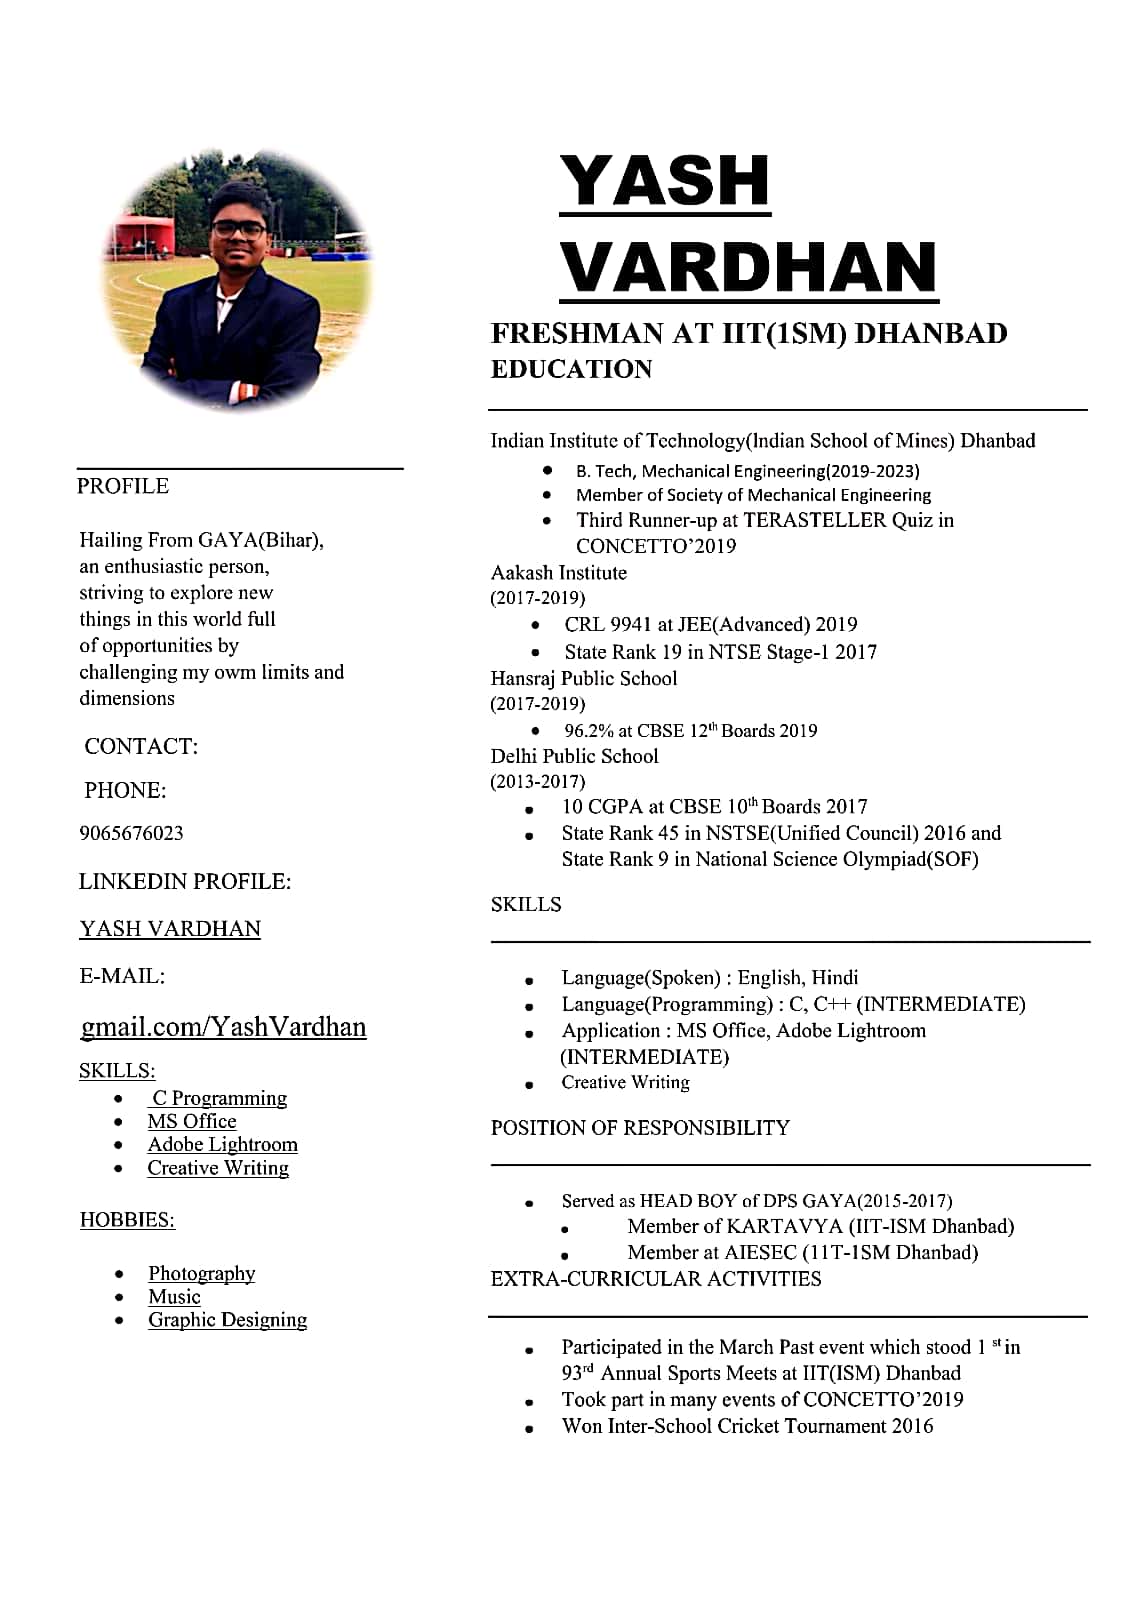 YASH
VARDHAN
FRESHMAN AT IIT(1SM) DHANBAD
EDUCATION
Indian Institute of Technology(Indian School of Mines) Dhanbad
• B. Tech, Mechanical Engineering(2019-2023)
• Member of Society of Mechanical Engineering
• Third Runner-up at TERASTELLER Quiz in
CONCETTO’2019
Aakash Institute
(2017-2019)
• CRL 9941 at JEE(Advanced) 2019
• State Rank 19 in NTSE Stage-1 2017
Hansraj Public School
(2017-2019)
• 96.2% at CBSE 12th Boards 2019
Delhi Public School
(2013-2017)
• 10 CGPA at CBSE 10th Boards 2017
• State Rank 45 in NSTSE(Unified Council) 2016 and
State Rank 9 in National Science Olympiad(SOF)
SKILLS
• Language(Spoken) : English, Hindi
• Language(Programming) : C, C++ (INTERMEDIATE)
• Application : MS Office, Adobe Lightroom
(INTERMEDIATE)
• Creative Writing
POSITION OF RESPONSIBILITY
• Served as HEAD BOY of DPS GAYA(2015-2017)
• Member of KARTAVYA (IIT-ISM Dhanbad)
• Member at AIESEC (11T-1SM Dhanbad)
EXTRA-CURRICULAR ACTIVITIES
• Participated in the March Past event which stood 1 st in
93rd Annual Sports Meets at IIT(ISM) Dhanbad
• Took part in many events of CONCETTO’2019
• Won Inter-School Cricket Tournament 2016
PROFILE
Hailing From GAYA(Bihar),
an enthusiastic person,
striving to explore new
things in this world full
of opportunities by
challenging my owm limits and
dimensions
CONTACT:
PHONE:
9065676023
LINKEDIN PROFILE:
YASH VARDHAN
E-MAIL:
gmail.com/YashVardhan
SKILLS:
• C Programming
• MS Office
• Adobe Lightroom
• Creative Writing
HOBBIES:
• Photography
• Music
• Graphic Designing